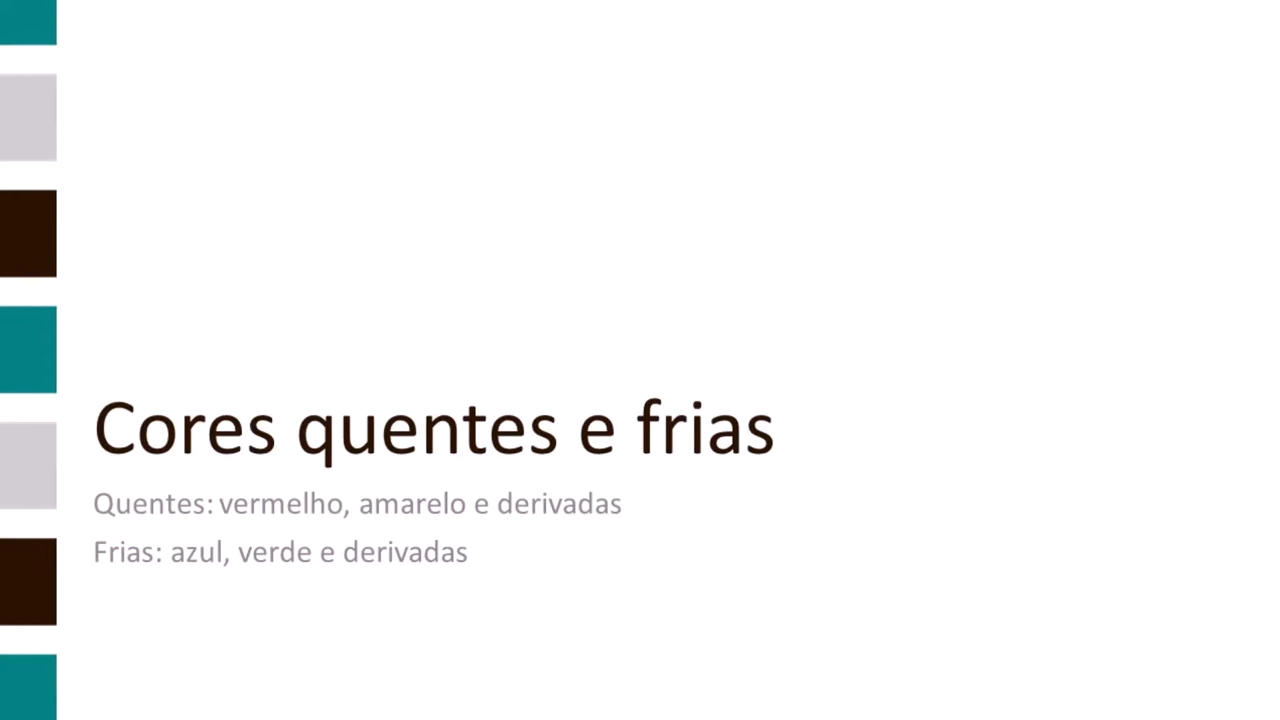 Cores quentes e frias
Quentes: vermelho, amarelo e derivadas
Frias: azul, verde e derivadas